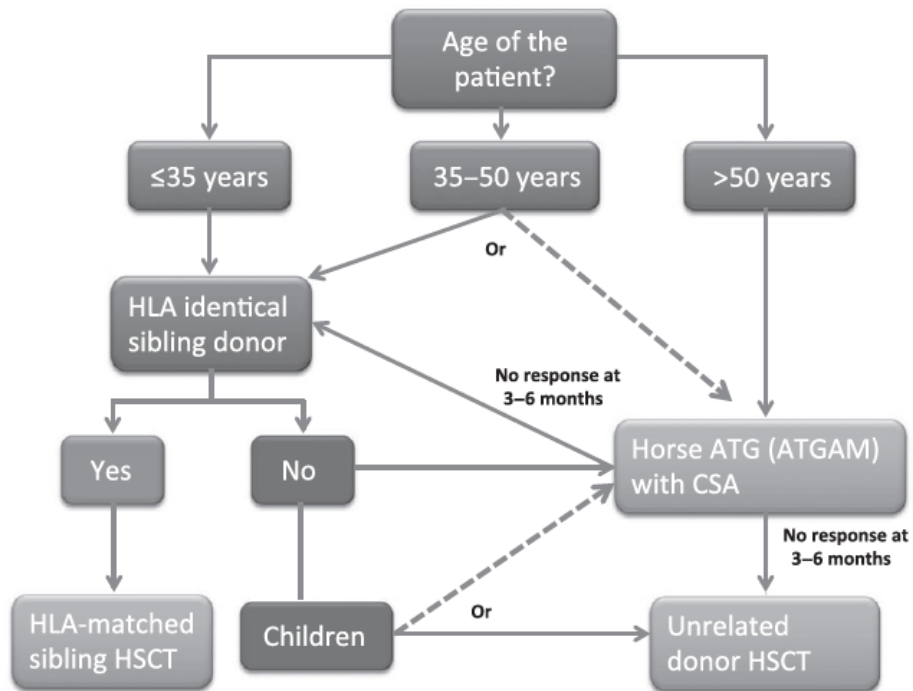 Age of the
patient?
≤35 years
35–50 years
>50 years
Or
HLA identical
sibling donor
No response at
3–6 months
Yes
No
Horse ATG (ATGAM)
with CSA
No response at
3–6 months
HLA-matched
sibling HSCT
Children
Or
Unrelated
donor HSCT